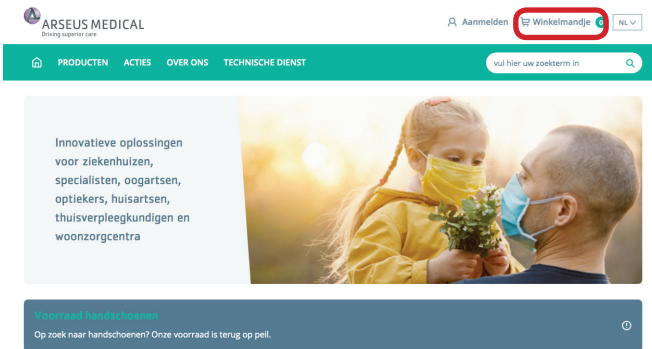 ARSEUS MEDICAL
Driving superior care
Aanmelden
Winkelmandje 0
NL
PRODUCTEN ACTIES OVER ONS TECHNISCHE DIENST
vul hier uw zoekterm in
Innovatieve oplossingen
voor ziekenhuizen,
specialisten, oogartsen,
optiekers, huisartsen,
thuisverpleegkundigen en
woonzorgcentra
Voorraad handschoenen
Op zoek naar handschoenen? Onze voorraad is terug op peil.